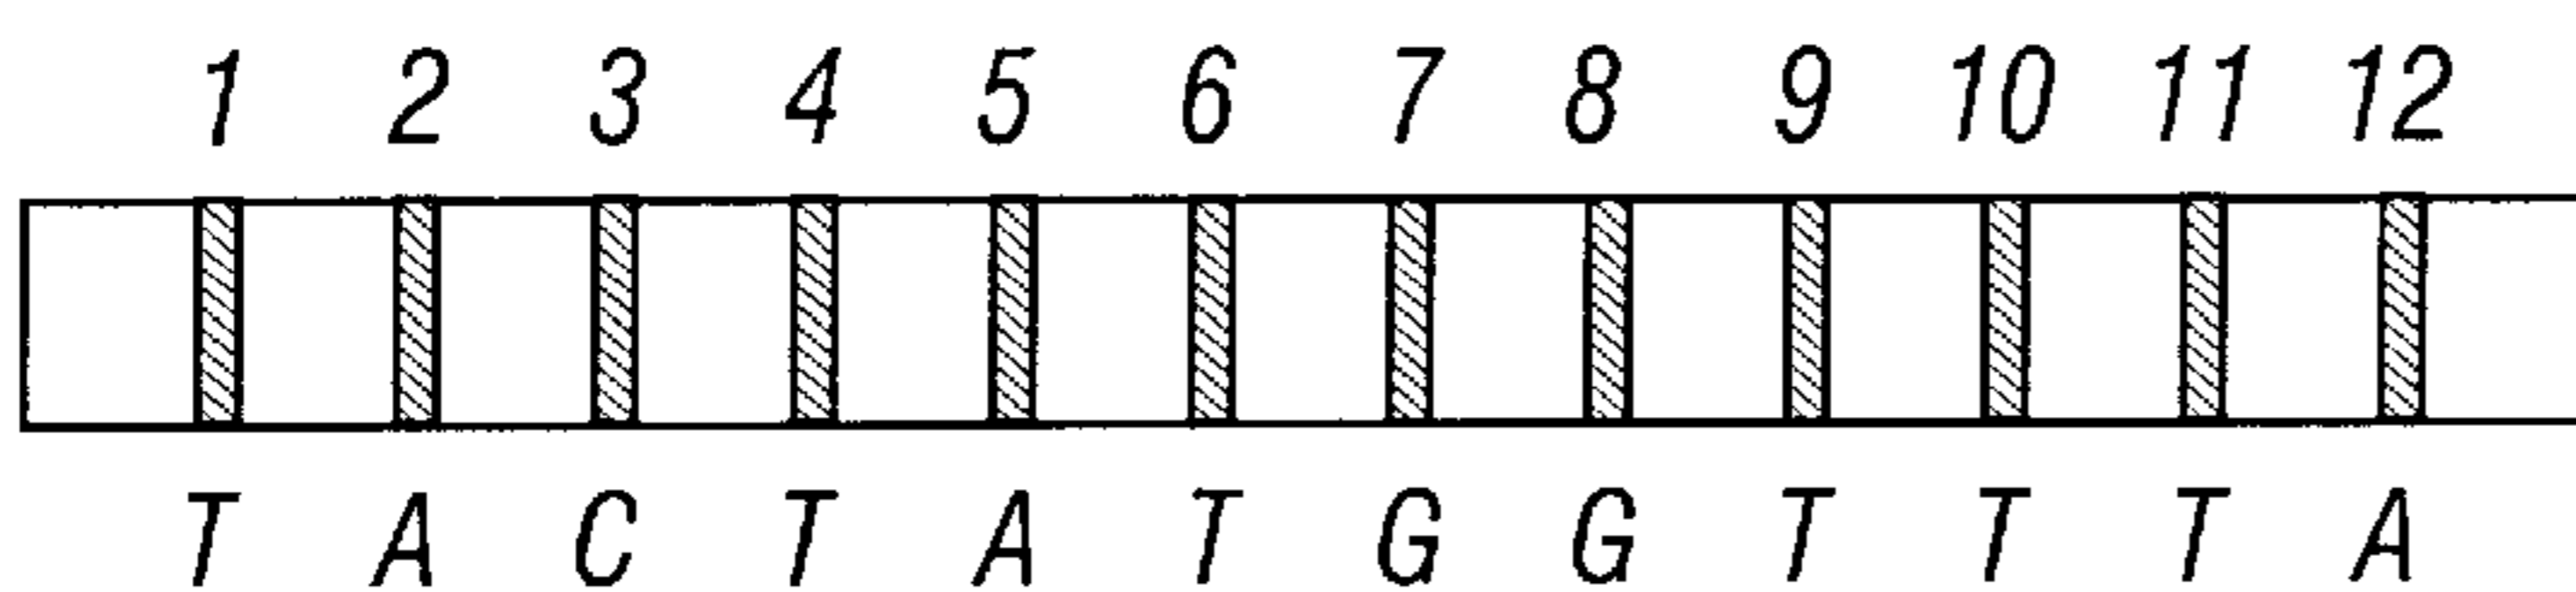 1 2 3 4 5 6 7 8 9 10 11 12
T A C T A T G G T T T A